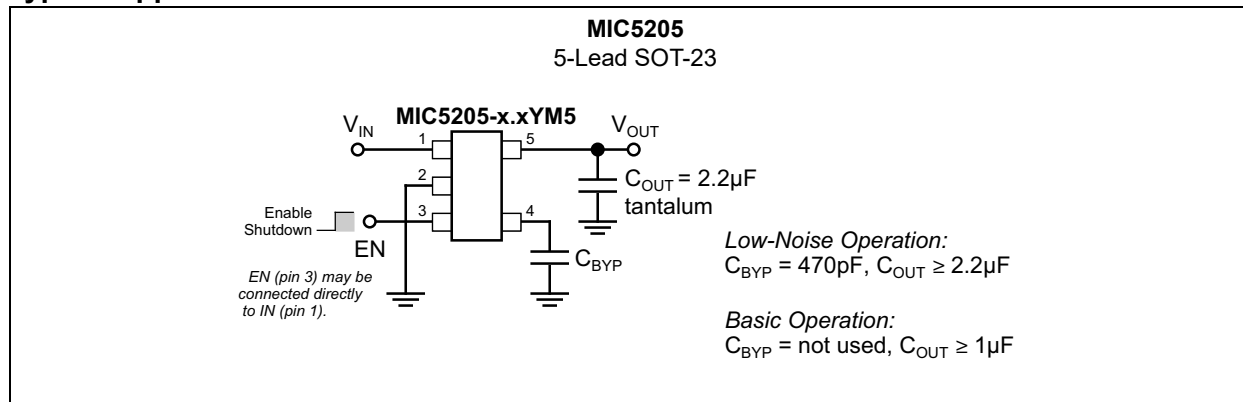 MIC5205
5-Lead SOT-23
MIC5205-x.xYM5
VIN
VOUT
1
5
2
COUT = 2.2µF
tantalum
Enable
Shutdown
3
4
EN
CBYP
EN (pin 3) may be
connected directly
to IN (pin 1).
Low-Noise Operation:
CBYP = 470pF, COUT ≥ 2.2µF
Basic Operation:
CBYP = not used, COUT ≥ 1µF